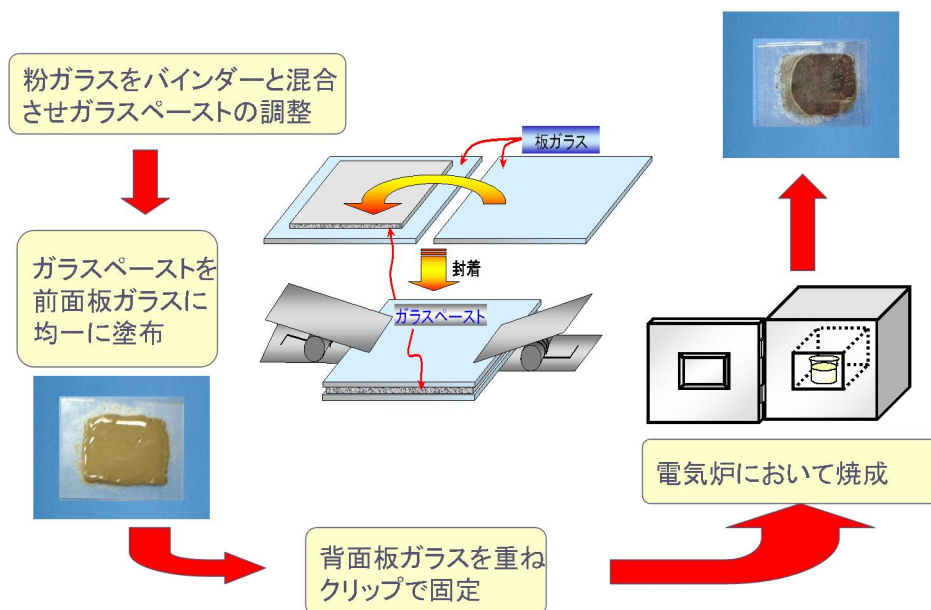 粉ガラスをバインダーと混合
させガラスペーストの調整
板ガラス
ガラスペーストを
前面板ガラスに
均一に塗布
封着
ガラスペースト
電気炉において焼成
背面板ガラスを重ね
クリップで固定